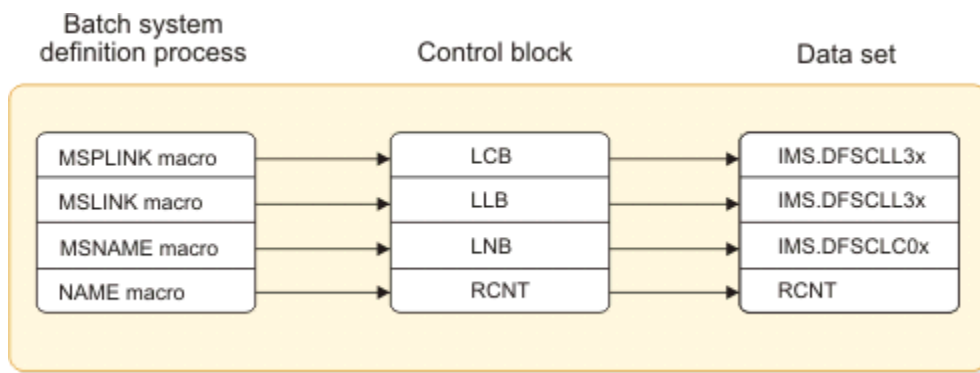 Batch system
definition process
Control block
Data set
MSPLINK macro
LCB
IMS.DFSCLL3x
MSLINK macro
LLB
IMS.DFSCLL3x
MSNAME macro
LNB
IMS.DFSCLC0x
NAME macro
RCNT
RCNT